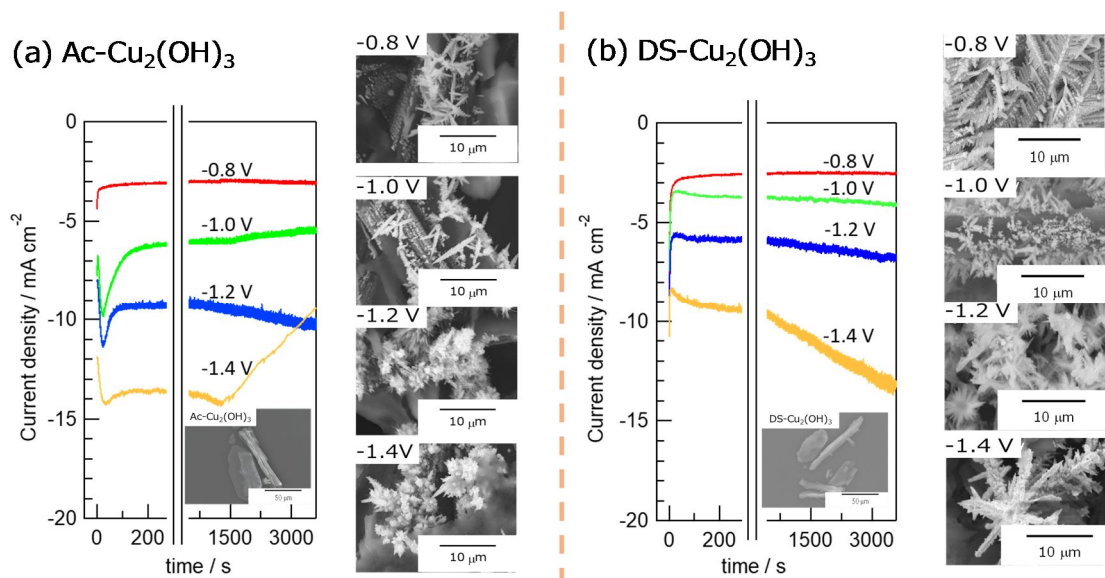 (a) Ac-Cu₂(OH)₃
0
-5
-10
-15
-20
Current density / mA cm⁻²
-0.8 V
-1.0 V
-1.2 V
-1.4 V
Ac-Cu₂(OH)₃
50 μm
0 200 1500 3000
time / s
-0.8 V
10 μm
-1.0 V
10 μm
-1.2 V
10 μm
-1.4V
10 μm
(b) DS-Cu₂(OH)₃
0
-5
-10
-15
-20
Current density / mA cm⁻²
-0.8 V
-1.0 V
-1.2 V
-1.4 V
DS-Cu₂(OH)₃
50 μm
0 200 1500 3000
time / s
-0.8 V
10 μm
-1.0 V
10 μm
-1.2 V
10 μm
-1.4 V
10 μm